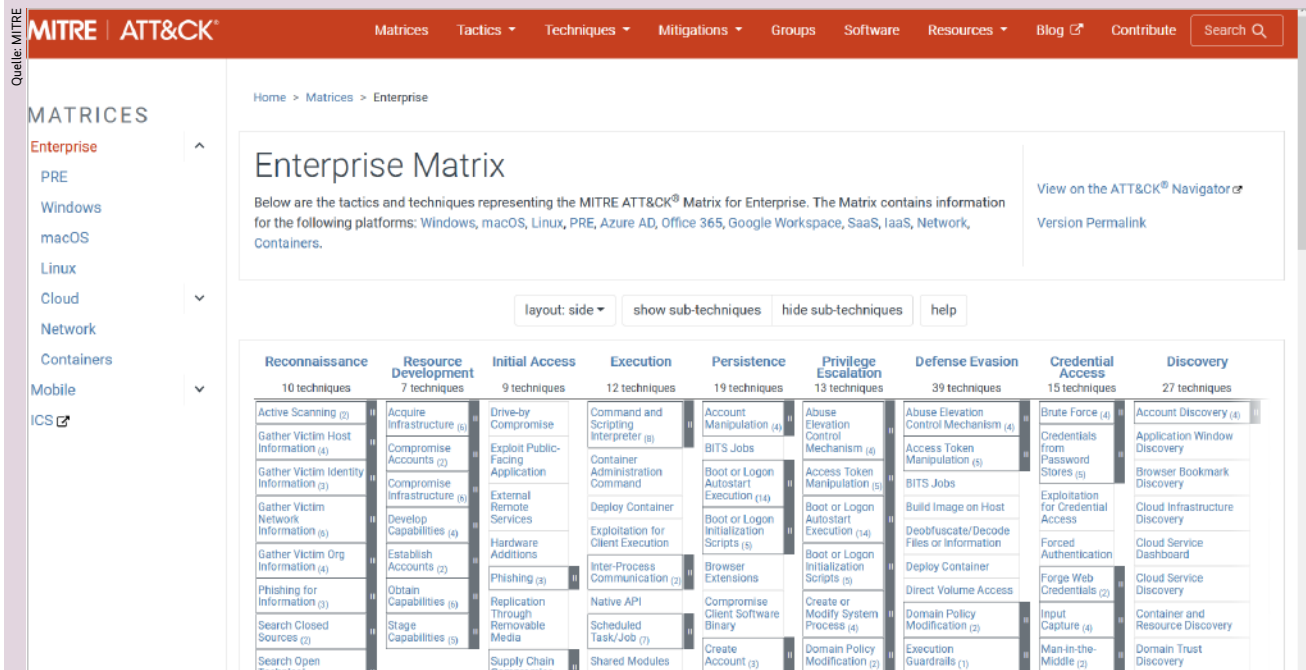 Quelle: MITRE
MITRE | ATT&CK®
Matrices Tactics Techniques Mitigations Groups Software Resources Blog Contribute Search
MATRICES
Enterprise
PRE
Windows
macOS
Linux
Cloud
Network
Containers
Mobile
ICS
Home > Matrices > Enterprise
Enterprise Matrix
Below are the tactics and techniques representing the MITRE ATT&CK® Matrix for Enterprise. The Matrix contains information
for the following platforms: Windows, macOS, Linux, PRE, Azure AD, Office 365, Google Workspace, SaaS, IaaS, Network,
Containers.
View on the ATT&CK® Navigator
Version Permalink
layout: side show sub-techniques hide sub-techniques help
Reconnaissance
10 techniques
Active Scanning (2)
Gather Victim Host
Information (4)
Gather Victim Identity
Information (3)
Gather Victim
Network
Information (6)
Gather Victim Org
Information (4)
Phishing for
Information (3)
Search Closed
Sources (2)
Search Open
Resource
Development
7 techniques
Acquire
Infrastructure (6)
Compromise
Accounts (2)
Compromise
Infrastructure (6)
Develop
Capabilities (4)
Establish
Accounts (2)
Obtain
Capabilities (6)
Stage
Capabilities (5)
Initial Access
9 techniques
Drive-by
Compromise
Exploit Public-
Facing
Application
External
Remote
Services
Hardware
Additions
Phishing (3)
Replication
Through
Removable
Media
Supply Chain
Execution
12 techniques
Command and
Scripting
Interpreter (8)
Container
Administration
Command
Deploy Container
Exploitation for
Client Execution
Inter-Process
Communication (2)
Native API
Scheduled
Task/Job (7)
Shared Modules
Persistence
19 techniques
Account
Manipulation (4)
BITS Jobs
Boot or Logon
Autostart
Execution (14)
Boot or Logon
Initialization
Scripts (5)
Browser
Extensions
Compromise
Client Software
Binary
Create
Account (3)
Privilege
Escalation
13 techniques
Abuse
Elevation
Control
Mechanism (4)
Access Token
Manipulation (5)
Boot or Logon
Autostart
Execution (14)
Boot or Logon
Initialization
Scripts (5)
Create or
Modify System
Process (4)
Domain Policy
Modification (2)
Defense Evasion
39 techniques
Abuse Elevation
Control Mechanism (4)
Access Token
Manipulation (5)
BITS Jobs
Build Image on Host
Deobfuscate/Decode
Files or Information
Deploy Container
Direct Volume Access
Domain Policy
Modification (2)
Execution
Guardrails (1)
Credential
Access
15 techniques
Brute Force (4)
Credentials
from
Password
Stores (5)
Exploitation
for Credential
Access
Forced
Authentication
Forge Web
Credentials (2)
Input
Capture (4)
Man-in-the-
Middle (2)
Discovery
27 techniques
Account Discovery (4)
Application Window
Discovery
Browser Bookmark
Discovery
Cloud Infrastructure
Discovery
Cloud Service
Dashboard
Cloud Service
Discovery
Container and
Resource Discovery
Domain Trust
Discovery